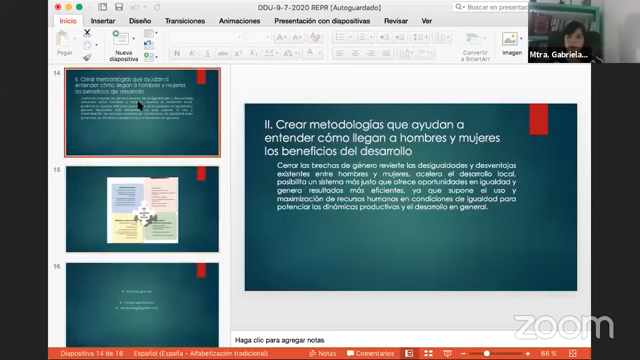 DDU-9-7-2020 REPR (Autoguardado)
Buscar en presentación
Inicio Insertar Diseño Transiciones Animaciones Presentación con diapositivas Revisar Ver
Pegar
Nueva
diapositiva
N K S
Convertir
a SmartArt
Imagen
Mtra. Gabriela...
14
II. Crear metodologías que ayudan a
entender cómo llegan a hombres y mujeres
los beneficios del desarrollo
15
16
II. Crear metodologías que ayudan a
entender cómo llegan a hombres y mujeres
los beneficios del desarrollo
Cerrar las brechas de género revierte las desigualdades y desventajas
existentes entre hombres y mujeres, acelera el desarrollo local,
posibilita un sistema más justo que ofrece oportunidades en igualdad y
genera resultados más eficientes, ya que supone el uso y
maximización de recursos humanos en condiciones de igualdad para
potenciar las dinámicas productivas y el desarrollo en general.
Haga clic para agregar notas
zoom
Diapositiva 14 de 16 Español (España - Alfabetización tradicional) Notas Comentarios 66 %